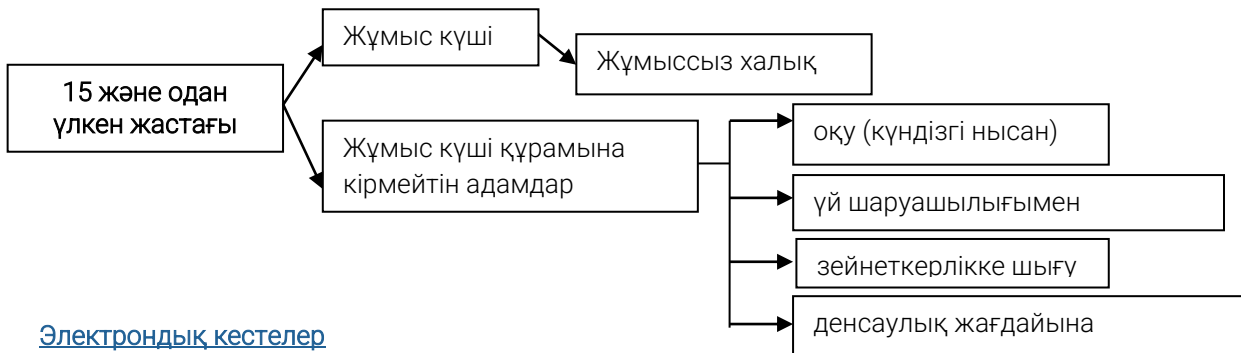 Жұмыс күші
Жұмыссыз халық
15 және одан
үлкен жастағы
Жұмыс күші құрамына
кірмейтін адамдар
оқу (күндізгі нысан)
үй шаруашылығымен
зейнеткерлікке шығу
денсаулық жағдайына
Электрондық кестелер